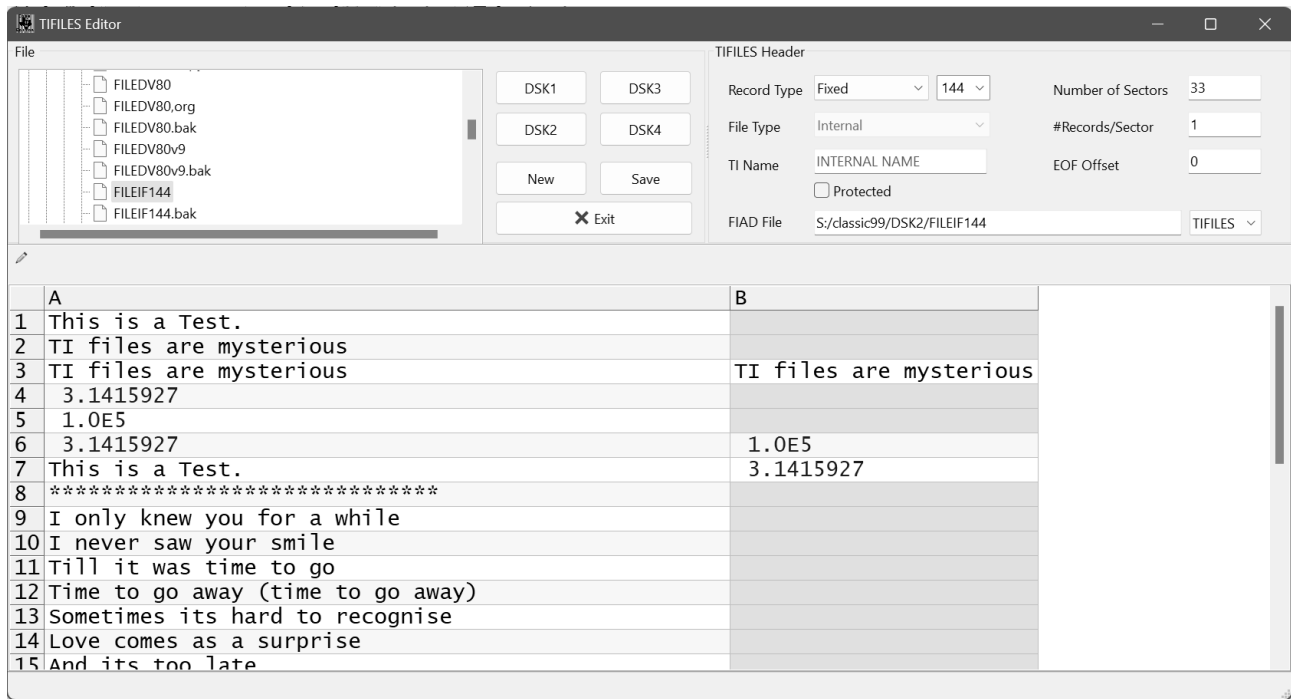 TIFILES Editor
File
FILEDV80
FILEDV80,org
FILEDV80.bak
FILEDV80v9
FILEDV80v9.bak
FILEIF144
FILEIF144.bak
DSK1 DSK3
DSK2 DSK4
New Save
Exit
TIFILES Header
Record Type Fixed 144 Number of Sectors 33
File Type Internal #Records/Sector 1
TI Name INTERNAL NAME EOF Offset 0
Protected
FIAD File S:/classic99/DSK2/FILEIF144 TIFILES
A B
1 This is a Test.
2 TI files are mysterious
3 TI files are mysterious TI files are mysterious
4 3.1415927
5 1.0E5
6 3.1415927 1.0E5
7 This is a Test. 3.1415927
8 ******************************
9 I only knew you for a while
10 I never saw your smile
11 Till it was time to go
12 Time to go away (time to go away)
13 Sometimes its hard to recognise
14 Love comes as a surprise
15 And its too late